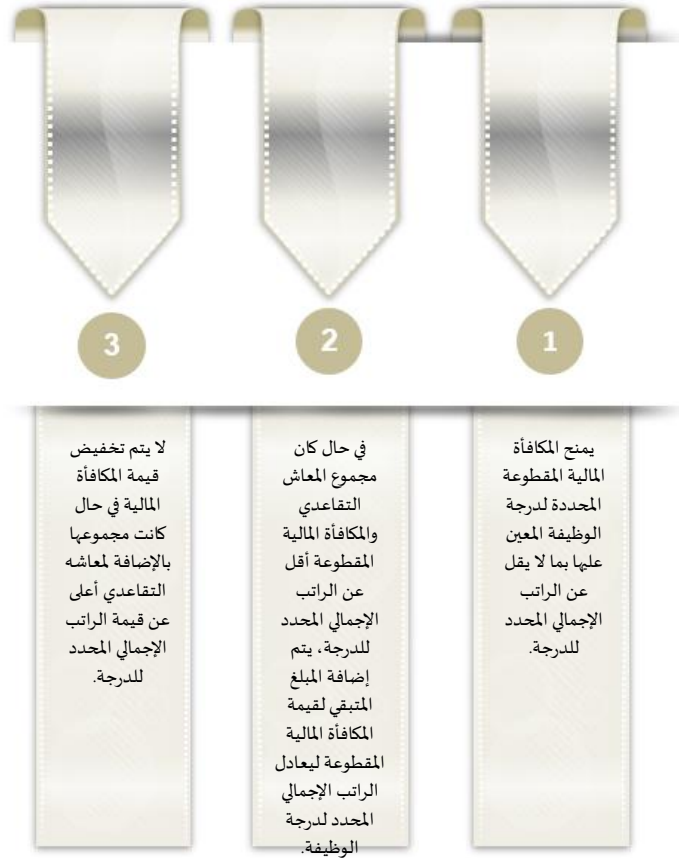 1
يمنح المكافأة
المالية المقطوعة
المحددة لدرجة
الوظيفة المعين
عليها بما لا يقل
عن الراتب
الإجمالي المحدد
للدرجة.
2
في حال كان
مجموع المعاش
التقاعدي
والمكافأة المالية
المقطوعة أقل
عن الراتب
الإجمالي المحدد
للدرجة، يتم
إضافة المبلغ
المتبقي لقيمة
المكافأة المالية
المقطوعة ليعادل
الراتب الإجمالي
المحدد لدرجة
الوظيفة.
3
لا يتم تخفيض
قيمة المكافأة
المالية في حال
كانت مجموعها
بالإضافة لمعاشه
التقاعدي أعلى
عن قيمة الراتب
الإجمالي المحدد
للدرجة.